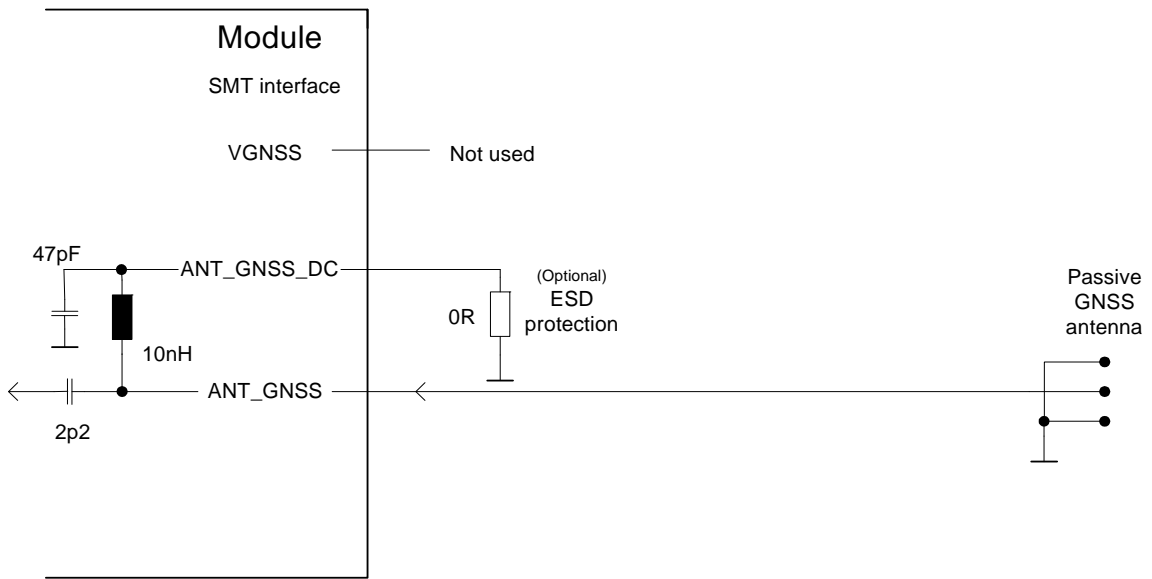 Module
SMT interface
VGNSS
Not used
47pF
ANT_GNSS_DC
(Optional)
ESD
protection
0R
Passive
GNSS
antenna
10nH
ANT_GNSS
2p2